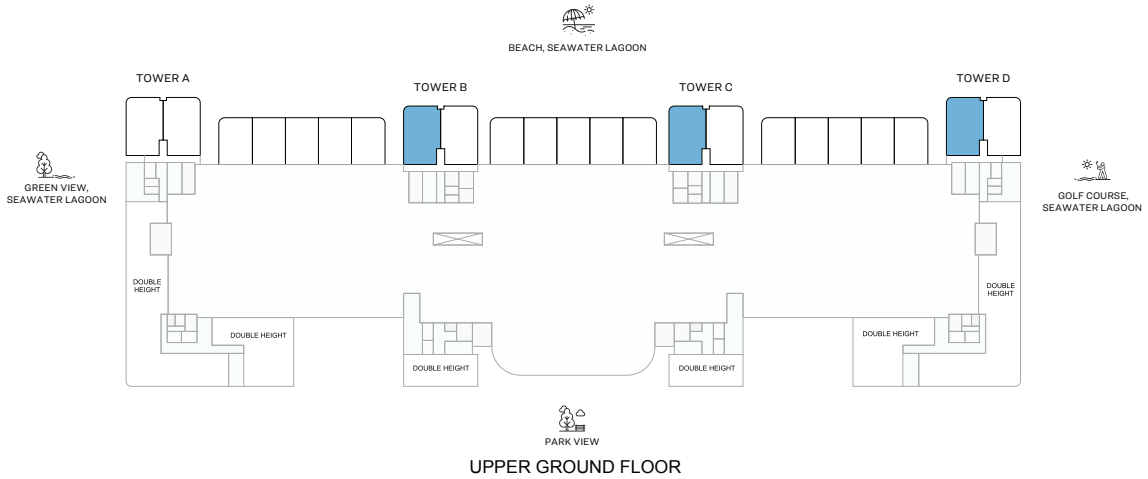 BEACH, SEAWATER LAGOON
TOWER A
TOWER B
TOWER C
TOWER D
GREEN VIEW,
SEAWATER LAGOON
GOLF COURSE,
SEAWATER LAGOON
DOUBLE
HEIGHT
DOUBLE
HEIGHT
DOUBLE HEIGHT
DOUBLE HEIGHT
DOUBLE HEIGHT
DOUBLE HEIGHT
PARK VIEW
UPPER GROUND FLOOR